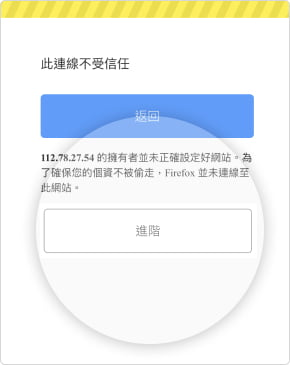 此連線不受信任
返回
112.78.27.54 的擁有者並未正確設定好網站。為
了確保您的個資不被偷走，Firefox 並未連線至
此網站。
進階